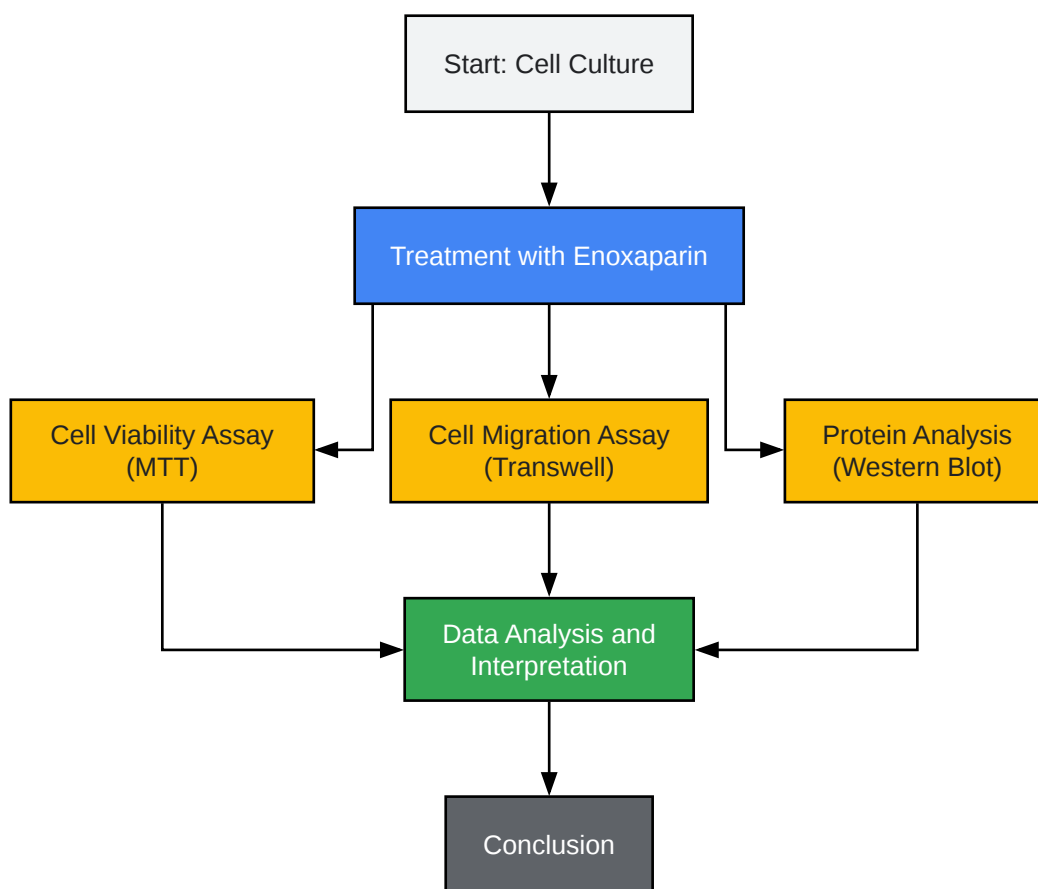 Start: Cell Culture
Treatment with Enoxaparin
Cell Viability Assay
(MTT)
Cell Migration Assay
(Transwell)
Protein Analysis
(Western Blot)
Data Analysis and
Interpretation
Conclusion